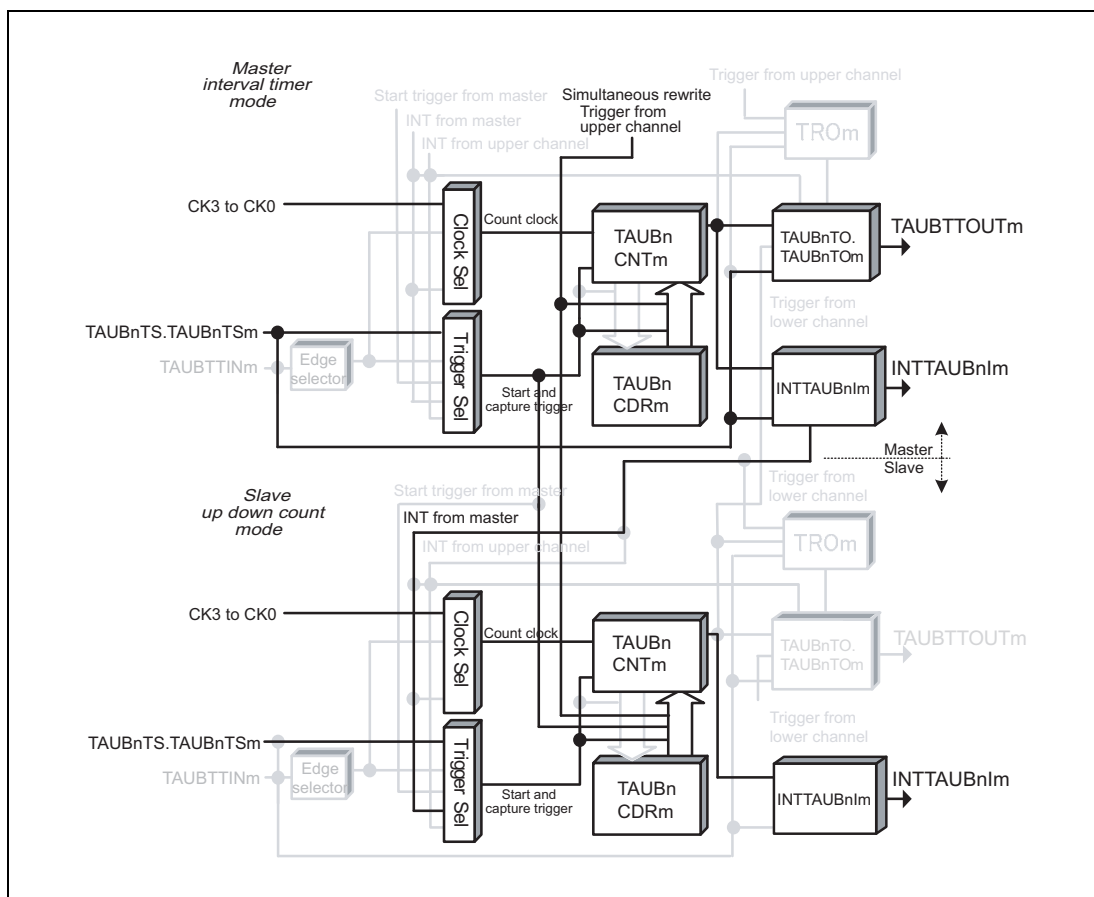 Master
interval timer
mode
Start trigger from master
INT from master
INT from upper channel
Simultaneous rewrite
Trigger from
upper channel
Trigger from upper channel
TROm
CK3 to CK0
Clock Sel
Count clock
TAUBn
CNTm
TAUBnTO.
TAUBnTOm
TAUBTTOUTm
Trigger from
lower channel
TAUBnTS.TAUBnTSm
TAUBTTINm
Edge
selector
Trigger Sel
Start and
capture trigger
TAUBn
CDRm
INTTAUBnIm
INTTAUBnIm
Master
Slave
Slave
up down count
mode
Start trigger from master
INT from master
INT from upper channel
Trigger from
lower channel
TROm
CK3 to CK0
Clock Sel
Count clock
TAUBn
CNTm
TAUBnTO.
TAUBnTOm
TAUBTTOUTm
Trigger from
lower channel
TAUBnTS.TAUBnTSm
TAUBTTINm
Edge
selector
Trigger Sel
Start and
capture trigger
TAUBn
CDRm
INTTAUBnIm
INTTAUBnIm